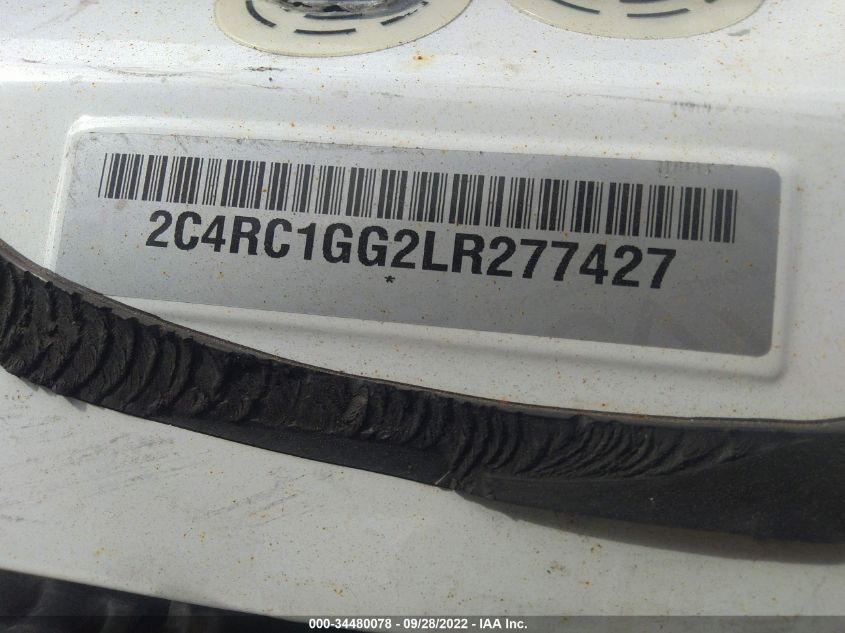 2C4RC1GG2LR277427
*
000-34480078 - 09/28/2022 - IAA Inc.